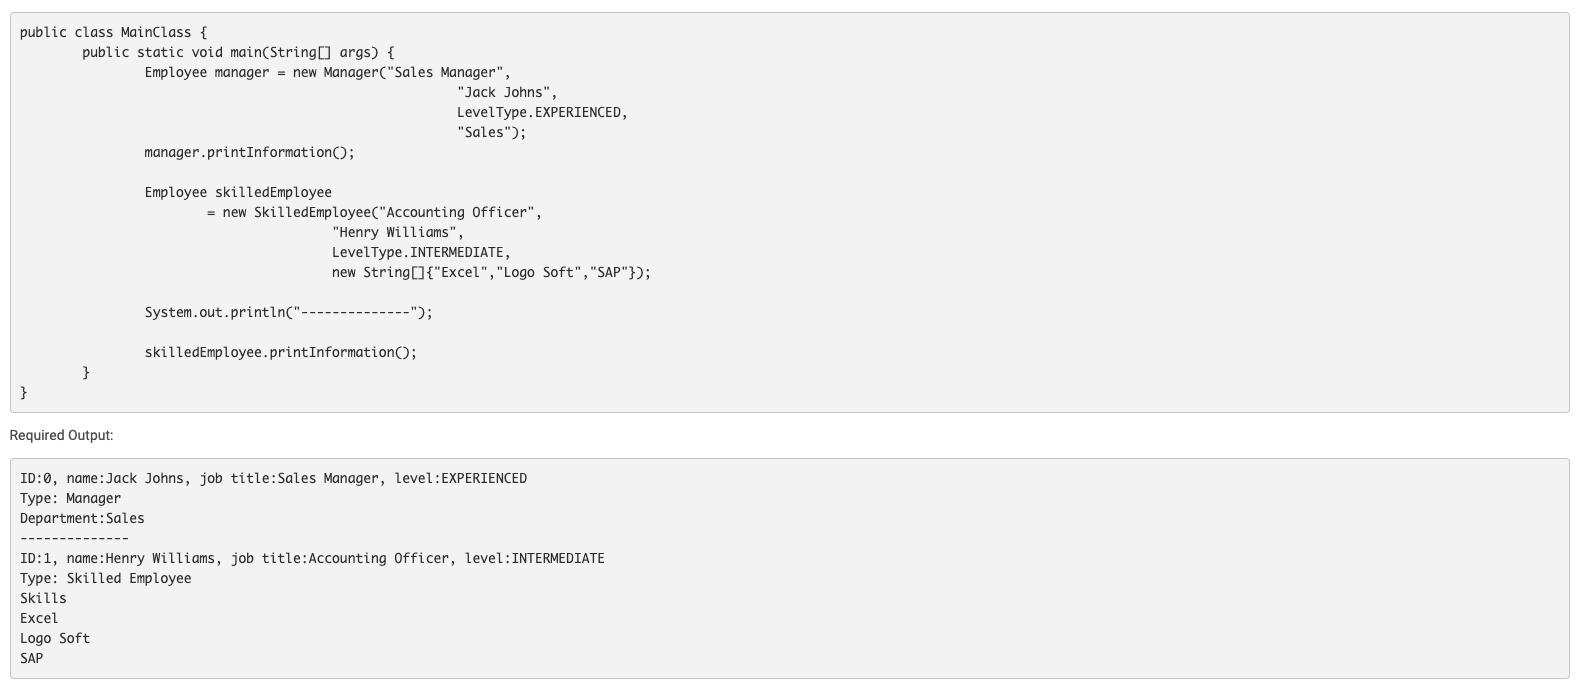 public class MainClass {
public static void main(String[] args) {
Employee manager = new Manager("Sales Manager",
"Jack Johns",
LevelType.EXPERIENCED,
"Sales");
manager.printInformation();
Employee skilledEmployee
= new SkilledEmployee("Accounting Officer",
"Henry Williams",
LevelType.INTERMEDIATE,
new String[]{"Excel","Logo Soft","SAP"});
System.out.println("--------------");
skilledEmployee.printInformation();
}
}
Required Output:
ID:0, name:Jack Johns, job title:Sales Manager, level:EXPERIENCED
Type: Manager
Department:Sales
--------------
ID:1, name:Henry Williams, job title:Accounting Officer, level:INTERMEDIATE
Type: Skilled Employee
Skills
Excel
Logo Soft
SAP